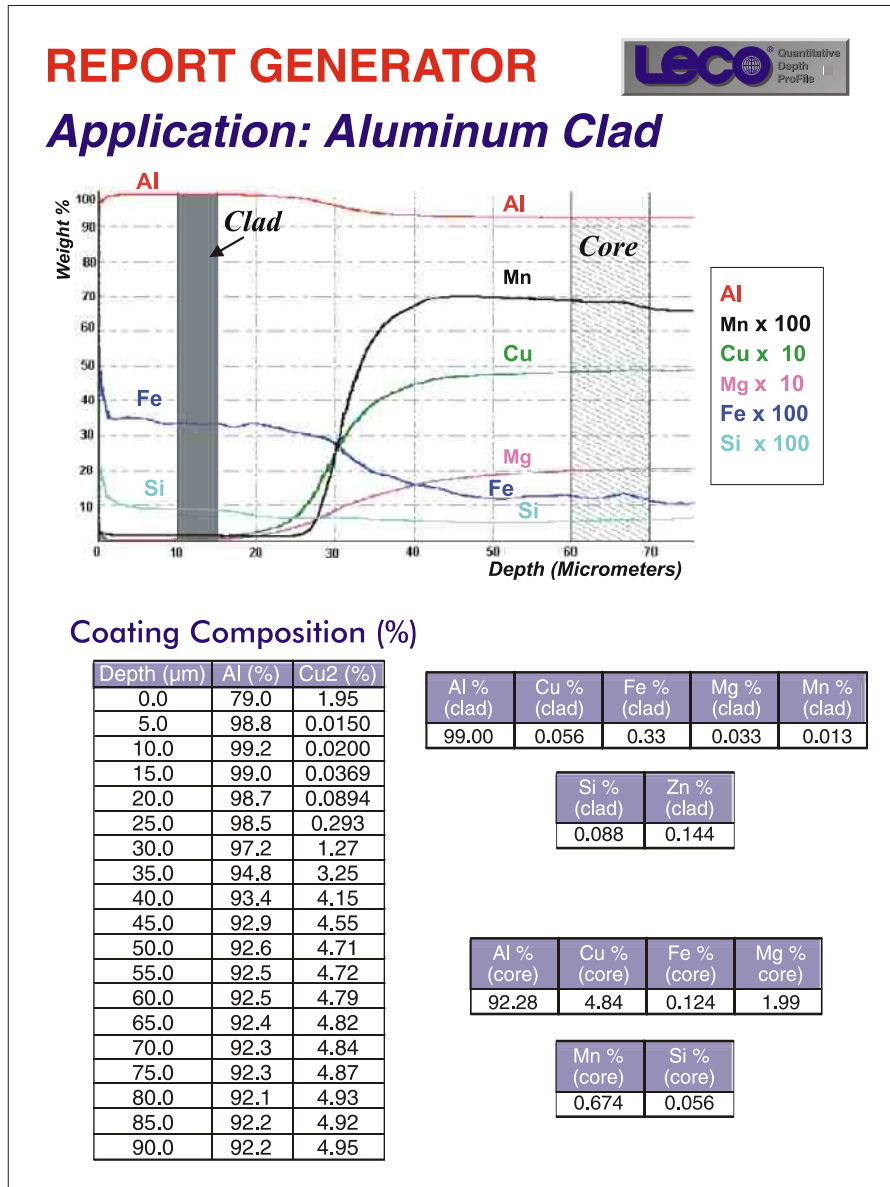 REPORT GENERATOR
LECO® Quantitative
Depth
ProFile
Application: Aluminum Clad
Weight %
100
90
80
70
60
50
40
30
20
10
Al
Clad
Al
Core
Mn
Cu
Fe
Mg
Si
Fe
Si
0 10 20 30 40 50 60 70
Depth (Micrometers)
Al
Mn x 100
Cu x 10
Mg x 10
Fe x 100
Si x 100
Coating Composition (%)
Depth (µm) Al (%) Cu2 (%)
0.0 79.0 1.95
5.0 98.8 0.0150
10.0 99.2 0.0200
15.0 99.0 0.0369
20.0 98.7 0.0894
25.0 98.5 0.293
30.0 97.2 1.27
35.0 94.8 3.25
40.0 93.4 4.15
45.0 92.9 4.55
50.0 92.6 4.71
55.0 92.5 4.72
60.0 92.5 4.79
65.0 92.4 4.82
70.0 92.3 4.84
75.0 92.3 4.87
80.0 92.1 4.93
85.0 92.2 4.92
90.0 92.2 4.95
Al % Cu % Fe % Mg % Mn %
(clad) (clad) (clad) (clad) (clad)
99.00 0.056 0.33 0.033 0.013
Si % Zn %
(clad) (clad)
0.088 0.144
Al % Cu % Fe % Mg %
(core) (core) (core) core)
92.28 4.84 0.124 1.99
Mn % Si %
(core) (core)
0.674 0.056